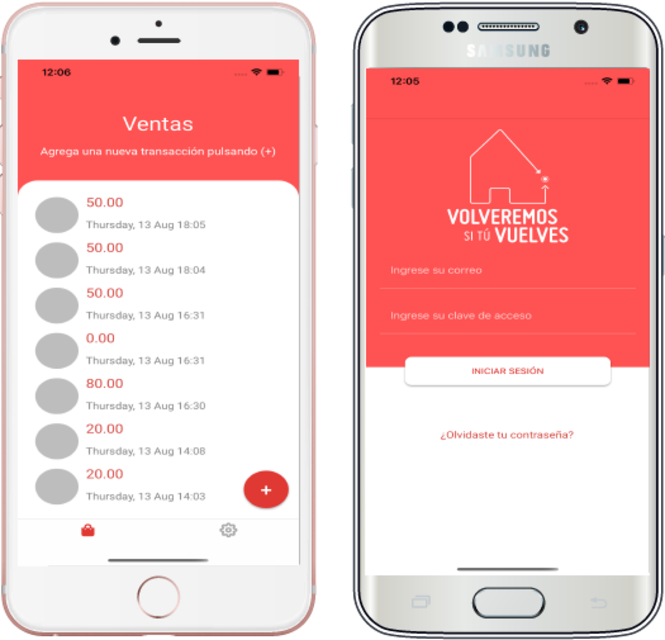 12:06
Ventas
Agrega una nueva transacción pulsando (+)
50.00
Thursday, 13 Aug 18:05
50.00
Thursday, 13 Aug 18:04
50.00
Thursday, 13 Aug 16:31
0.00
Thursday, 13 Aug 16:31
80.00
Thursday, 13 Aug 16:30
20.00
Thursday, 13 Aug 14:08
20.00
Thursday, 13 Aug 14:03
+
SAMSUNG
12:05
VOLVEREMOS
SI TÚ VUELVES
Ingrese su correo
Ingrese su clave de acceso
INICIAR SESIÓN
¿Olvidaste tu contraseña?